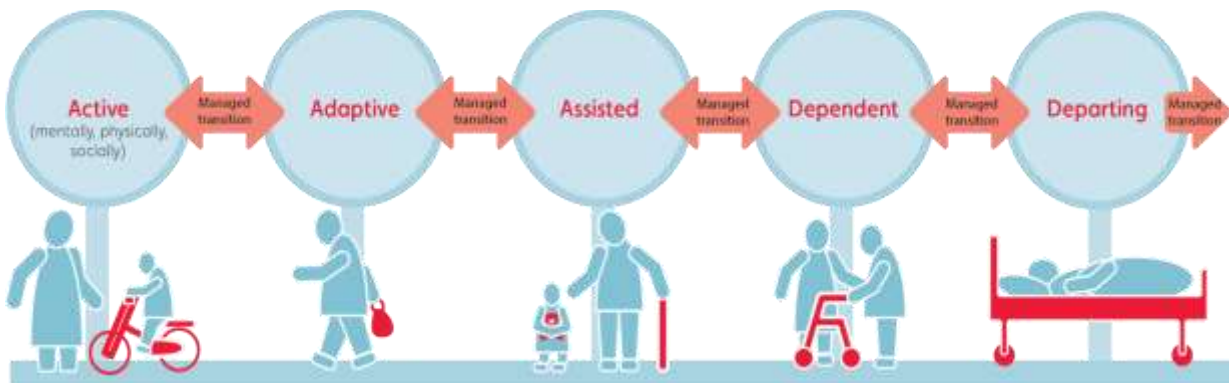 Active
(mentally, physically,
socially)
Managed
transition
Adaptive
Managed
transition
Assisted
Managed
transition
Dependent
Managed
transition
Departing
Managed
transition